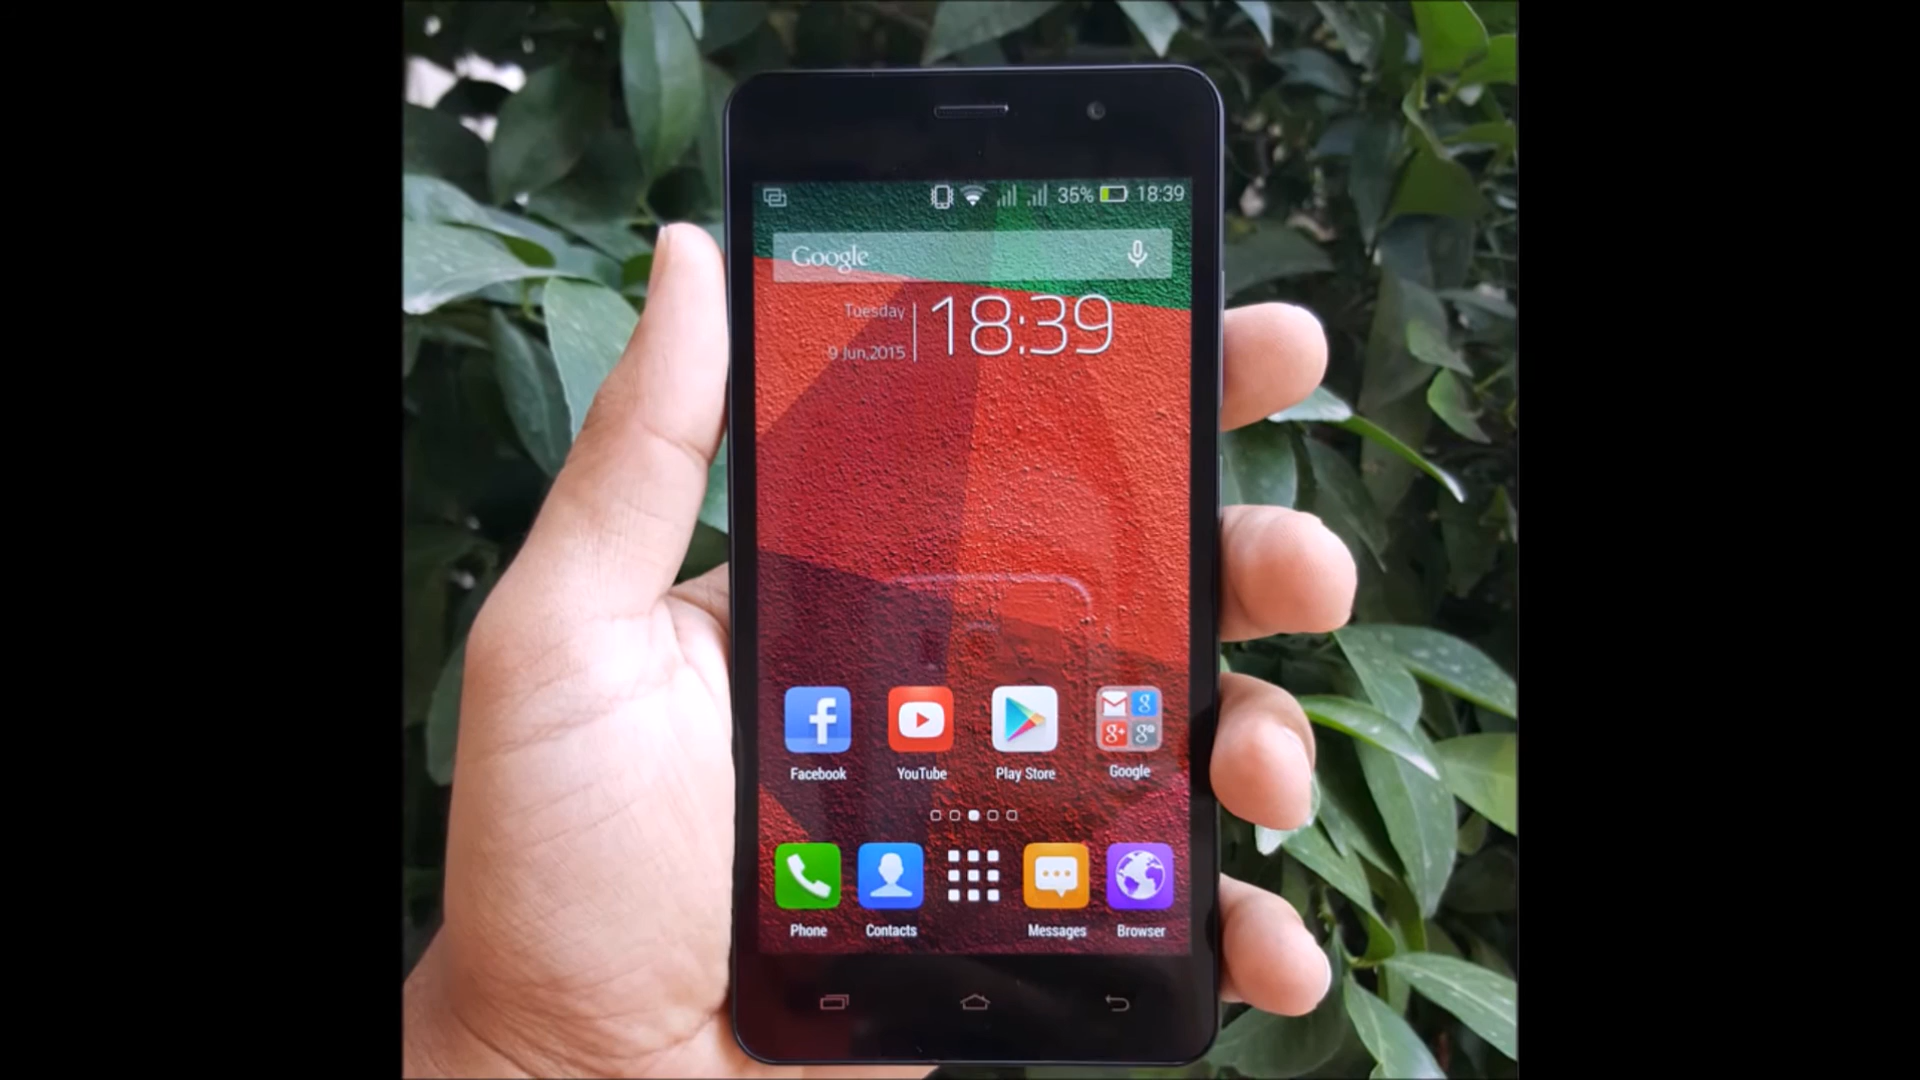 35% 18:39
Google
Tuesday
9 Jun,2015
18:39
Facebook YouTube Play Store Google
Phone Contacts Messages Browser